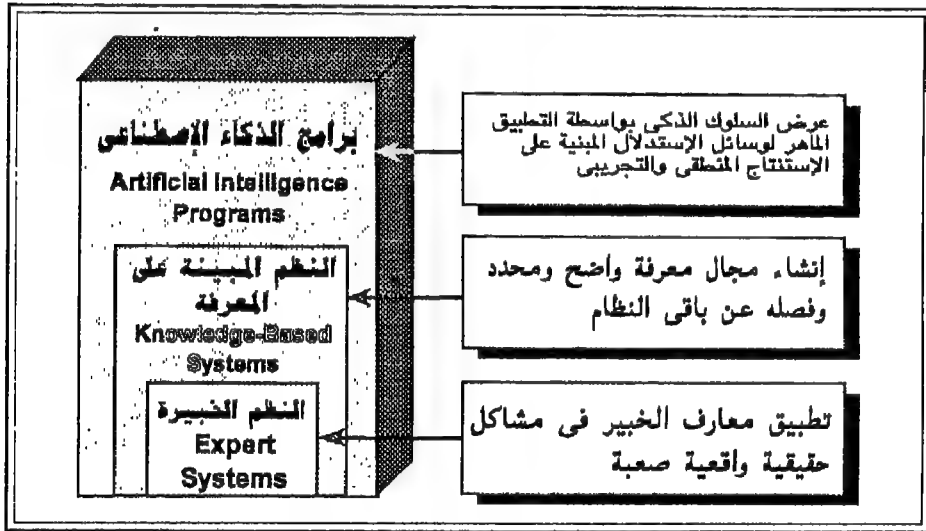 برامج الذكاء الإصطناعى
Artificial Intelligence
Programs
النظم المبينة على
المعرفة
Knowledge-Based
Systems
النظم الخبيرة
Expert
Systems
عرض السلوك الذكى بواسطة التطبيق
الماهر لوسائل الإستدلال المبنية على
الإستنتاج المنطقى والتجريبى
إنشاء مجال معرفة واضح ومحدد
وفصله عن باقى النظام
تطبيق معارف الخبير فى مشاكل
حقيقية واقعية صعبة